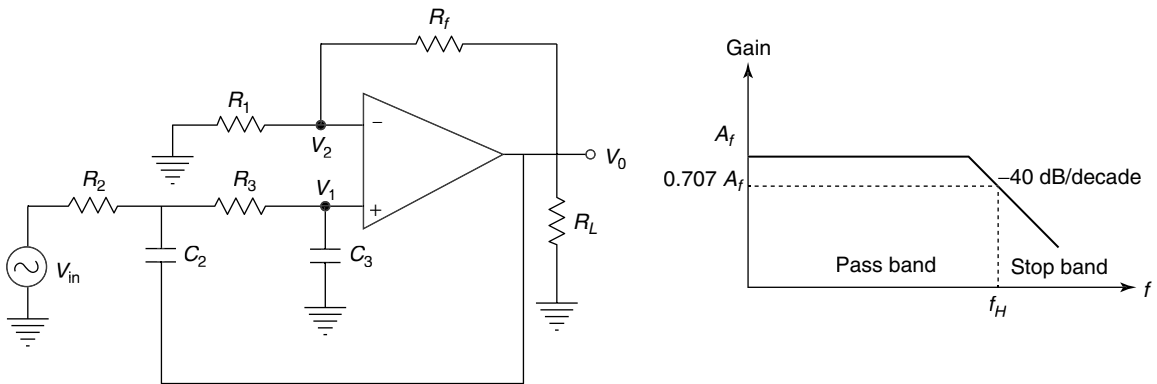 R_f
R_1
V_2
−
V_0
R_2
R_3
V_1
+
R_L
C_2
C_3
V_in
Gain
A_f
0.707 A_f
−40 dB/decade
Pass band
Stop band
f
f_H